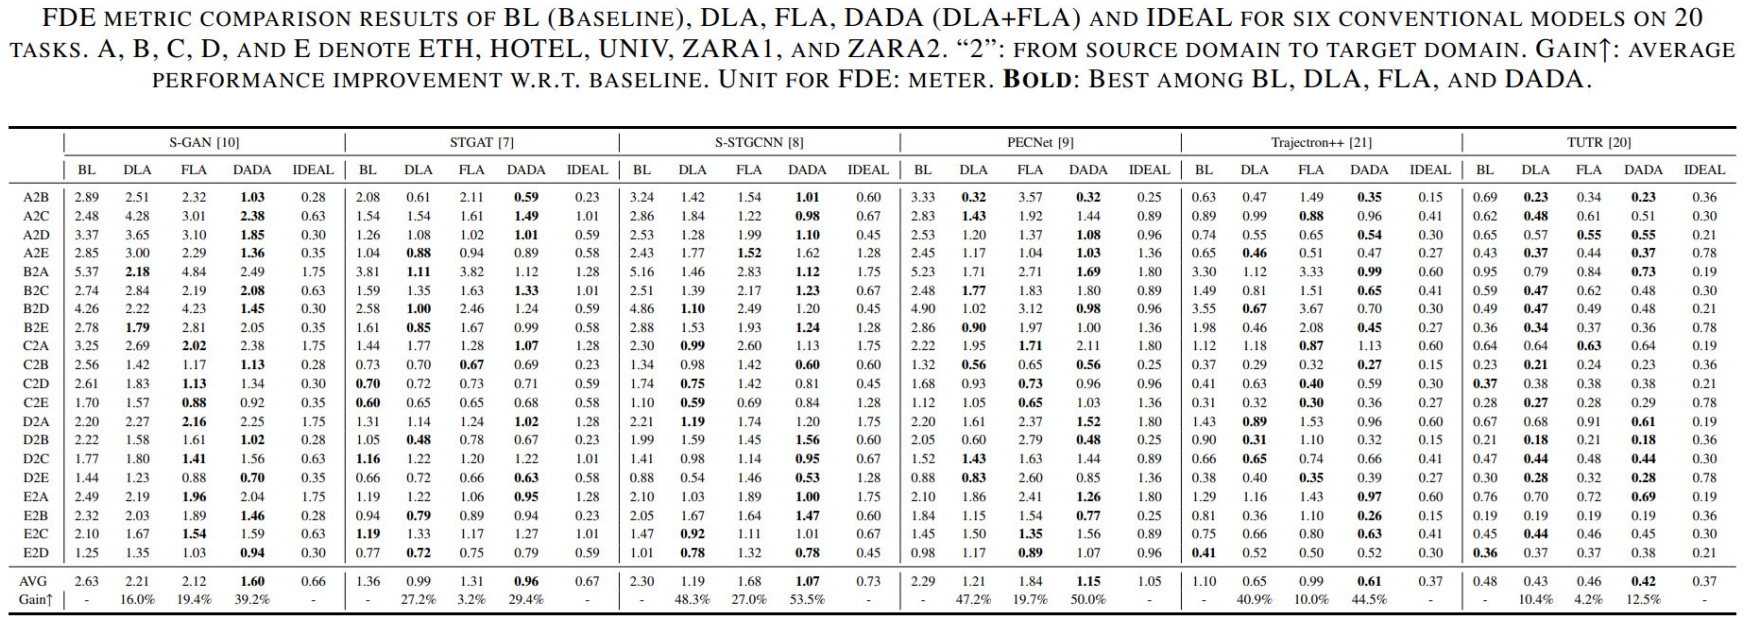 FDE METRIC COMPARISON RESULTS OF BL (BASELINE), DLA, FLA, DADA (DLA+FLA) AND IDEAL FOR SIX CONVENTIONAL MODELS ON 20
TASKS. A, B, C, D, AND E DENOTE ETH, HOTEL, UNIV, ZARA1, AND ZARA2. “2”: FROM SOURCE DOMAIN TO TARGET DOMAIN. GAIN↑: AVERAGE
PERFORMANCE IMPROVEMENT W.R.T. BASELINE. UNIT FOR FDE: METER. BOLD: BEST AMONG BL, DLA, FLA, AND DADA.
S-GAN [10] STGAT [7] S-STGCNN [8] PECNet [9] Trajectron++ [21] TUTR [20]
BL DLA FLA DADA IDEAL BL DLA FLA DADA IDEAL BL DLA FLA DADA IDEAL BL DLA FLA DADA IDEAL BL DLA FLA DADA IDEAL BL DLA FLA DADA IDEAL
A2B 2.89 2.51 2.32 1.03 0.28 2.08 0.61 2.11 0.59 0.23 3.24 1.42 1.54 1.01 0.60 3.33 0.32 3.57 0.32 0.25 0.63 0.47 1.49 0.35 0.15 0.69 0.23 0.34 0.23 0.36
A2C 2.48 4.28 3.01 2.38 0.63 1.54 1.54 1.61 1.49 1.01 2.86 1.84 1.22 0.98 0.67 2.83 1.43 1.92 1.44 0.89 0.89 0.99 0.88 0.96 0.41 0.62 0.48 0.61 0.51 0.30
A2D 3.37 3.65 3.10 1.85 0.30 1.26 1.08 1.02 1.01 0.59 2.53 1.28 1.99 1.10 0.45 2.53 1.20 1.37 1.08 0.96 0.74 0.55 0.65 0.54 0.30 0.65 0.57 0.55 0.55 0.21
A2E 2.85 3.00 2.29 1.36 0.35 1.04 0.88 0.94 0.89 0.58 2.43 1.77 1.52 1.62 1.28 2.45 1.17 1.04 1.03 1.36 0.65 0.46 0.51 0.47 0.27 0.43 0.37 0.44 0.37 0.78
B2A 5.37 2.18 4.84 2.49 1.75 3.81 1.11 3.82 1.12 1.28 5.16 1.46 2.83 1.12 1.75 5.23 1.71 2.71 1.69 1.80 3.30 1.12 3.33 0.99 0.60 0.95 0.79 0.84 0.73 0.19
B2C 2.74 2.84 2.19 2.08 0.63 1.59 1.35 1.63 1.33 1.01 2.51 1.39 2.17 1.23 0.67 2.48 1.77 1.83 1.80 0.89 1.49 0.81 1.51 0.65 0.41 0.59 0.47 0.62 0.48 0.30
B2D 4.26 2.22 4.23 1.45 0.30 2.58 1.00 2.46 1.24 0.59 4.86 1.10 2.49 1.20 0.45 4.90 1.02 3.12 0.98 0.96 3.55 0.67 3.67 0.70 0.30 0.49 0.47 0.49 0.48 0.21
B2E 2.78 1.79 2.81 2.05 0.35 1.61 0.85 1.67 0.99 0.58 2.88 1.53 1.93 1.24 1.28 2.86 0.90 1.97 1.00 1.36 1.98 0.46 2.08 0.45 0.27 0.36 0.34 0.37 0.36 0.78
C2A 3.25 2.69 2.02 2.38 1.75 1.44 1.77 1.28 1.07 1.28 2.30 0.99 2.60 1.13 1.75 2.22 1.95 1.71 2.11 1.80 1.12 1.18 0.87 1.13 0.60 0.64 0.64 0.63 0.64 0.19
C2B 2.56 1.42 1.17 1.13 0.28 0.73 0.70 0.67 0.69 0.23 1.34 0.98 1.42 0.60 0.60 1.32 0.56 0.65 0.56 0.25 0.37 0.29 0.32 0.27 0.15 0.23 0.21 0.24 0.23 0.36
C2D 2.61 1.83 1.13 1.34 0.30 0.70 0.72 0.73 0.71 0.59 1.74 0.75 1.42 0.81 0.45 1.68 0.93 0.73 0.96 0.96 0.41 0.63 0.40 0.59 0.30 0.37 0.38 0.38 0.38 0.21
C2E 1.70 1.57 0.88 0.92 0.35 0.60 0.65 0.65 0.68 0.58 1.10 0.59 0.69 0.84 1.28 1.12 1.05 0.65 1.03 1.36 0.31 0.32 0.30 0.36 0.27 0.28 0.27 0.28 0.29 0.78
D2A 2.20 2.27 2.16 2.25 1.75 1.31 1.14 1.24 1.02 1.28 2.21 1.19 1.74 1.20 1.75 2.20 1.61 2.37 1.52 1.80 1.43 0.89 1.53 0.96 0.60 0.67 0.68 0.91 0.61 0.19
D2B 2.22 1.58 1.61 1.02 0.28 1.05 0.48 0.78 0.67 0.23 1.99 1.59 1.45 1.56 0.60 2.05 0.60 2.79 0.48 0.25 0.90 0.31 1.10 0.32 0.15 0.21 0.18 0.21 0.18 0.36
D2C 1.77 1.80 1.41 1.56 0.63 1.16 1.22 1.20 1.22 1.01 1.41 0.98 1.14 0.95 0.67 1.52 1.43 1.63 1.44 0.89 0.66 0.65 0.74 0.66 0.41 0.47 0.44 0.48 0.44 0.30
D2E 1.44 1.23 0.88 0.70 0.35 0.66 0.72 0.66 0.63 0.58 0.88 0.54 1.46 0.53 1.28 0.88 0.83 2.60 0.85 1.36 0.38 0.40 0.35 0.39 0.27 0.30 0.28 0.32 0.28 0.78
E2A 2.49 2.19 1.96 2.04 1.75 1.19 1.22 1.06 0.95 1.28 2.10 1.03 1.89 1.00 1.75 2.10 1.86 2.41 1.26 1.80 1.29 1.16 1.43 0.97 0.60 0.76 0.70 0.72 0.69 0.19
E2B 2.32 2.03 1.89 1.46 0.28 0.94 0.79 0.89 0.94 0.23 2.05 1.67 1.64 1.47 0.60 1.84 1.15 1.54 0.77 0.25 0.81 0.36 1.10 0.26 0.15 0.19 0.19 0.19 0.19 0.36
E2C 2.10 1.67 1.54 1.59 0.63 1.19 1.33 1.17 1.27 1.01 1.47 0.92 1.11 1.01 0.67 1.45 1.50 1.35 1.56 0.89 0.75 0.66 0.80 0.63 0.41 0.45 0.44 0.46 0.45 0.30
E2D 1.25 1.35 1.03 0.94 0.30 0.77 0.72 0.75 0.79 0.59 1.01 0.78 1.32 0.78 0.45 0.98 1.17 0.89 1.07 0.96 0.41 0.52 0.50 0.52 0.30 0.36 0.37 0.37 0.38 0.21
AVG 2.63 2.21 2.12 1.60 0.66 1.36 0.99 1.31 0.96 0.67 2.30 1.19 1.68 1.07 0.73 2.29 1.21 1.84 1.15 1.05 1.10 0.65 0.99 0.61 0.37 0.48 0.43 0.46 0.42 0.37
Gain↑ - 16.0% 19.4% 39.2% - - 27.2% 3.2% 29.4% - - 48.3% 27.0% 53.5% - - 47.2% 19.7% 50.0% - - 40.9% 10.0% 44.5% - - 10.4% 4.2% 12.5% -